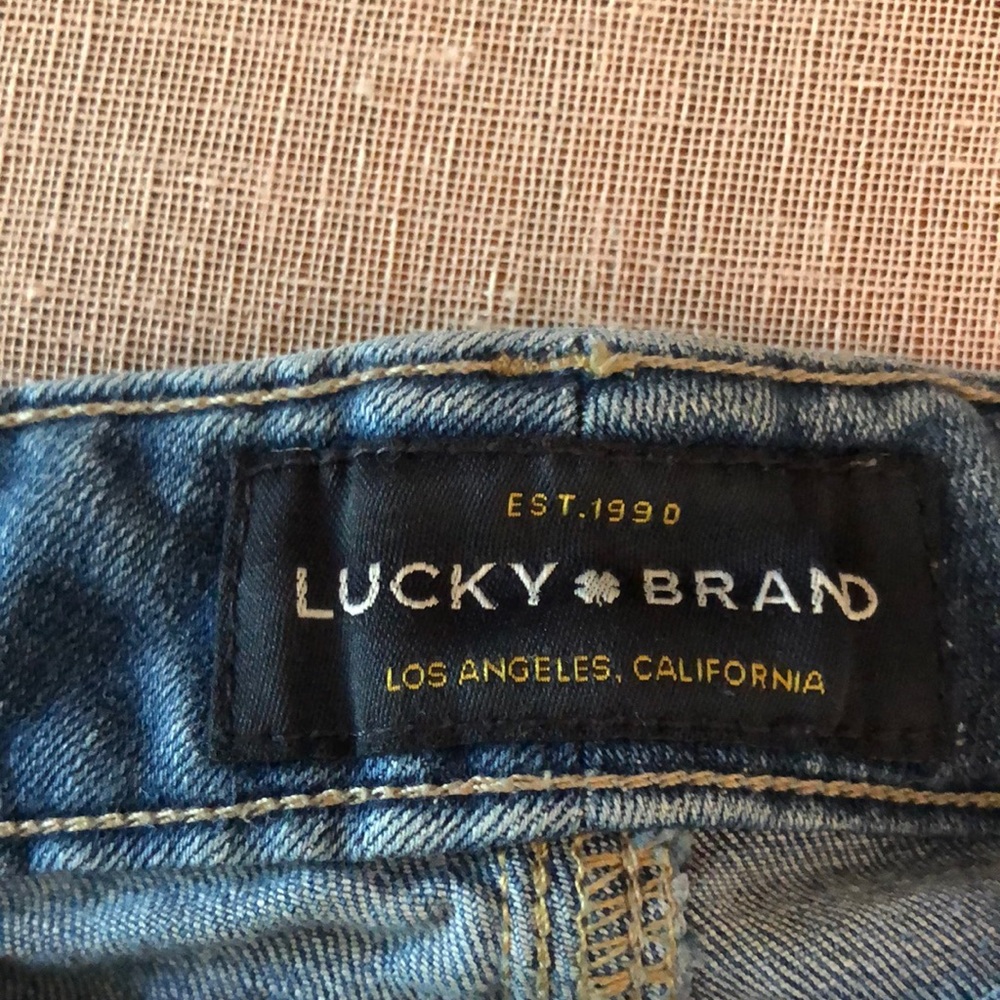 EST.1990
LUCKY BRAND
LOS ANGELES, CALIFORNIA